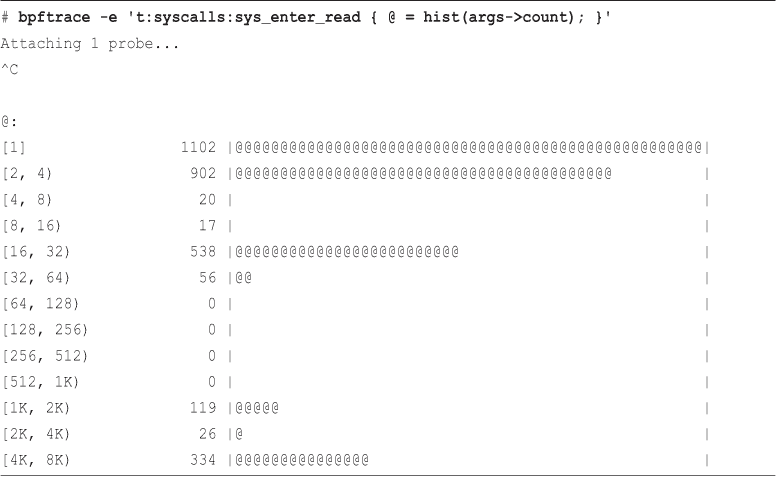 # bpftrace -e 't:syscalls:sys_enter_read { @ = hist(args->count); }'
Attaching 1 probe...
^C
@:
[1]                 1102 |@@@@@@@@@@@@@@@@@@@@@@@@@@@@@@@@@@@@@@@@@@@@@@@@@@@@|
[2, 4)               902 |@@@@@@@@@@@@@@@@@@@@@@@@@@@@@@@@@@@@@@@@@@          |
[4, 8)                20 |                                                    |
[8, 16)               17 |                                                    |
[16, 32)             538 |@@@@@@@@@@@@@@@@@@@@@@@@@                           |
[32, 64)              56 |@@                                                  |
[64, 128)              0 |                                                    |
[128, 256)             0 |                                                    |
[256, 512)             0 |                                                    |
[512, 1K)              0 |                                                    |
[1K, 2K)             119 |@@@@@                                               |
[2K, 4K)              26 |@                                                   |
[4K, 8K)             334 |@@@@@@@@@@@@@@@                                     |